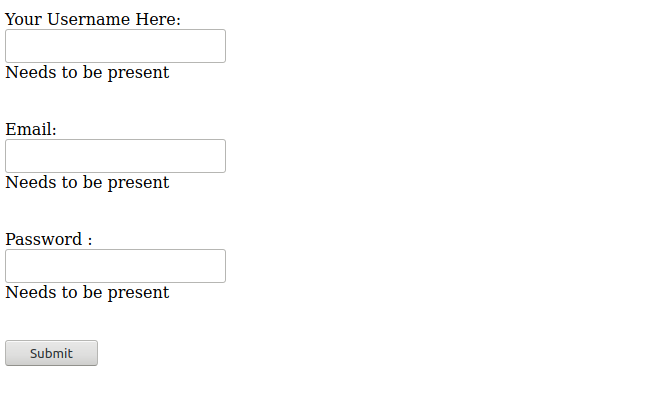 Your Username Here:
Needs to be present
Email:
Needs to be present
Password :
Needs to be present
Submit